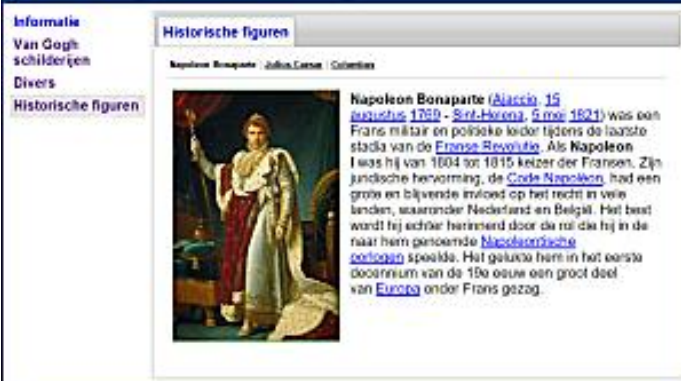 Informatie
Van Gogh
schilderijen
Divers
Historische figuren
Historische figuren
Napoleon Bonaparte | Julius Caesar | Columbus
Napoleon Bonaparte (Ajaccio, 15
augustus 1769 - Sint-Helena, 5 mei 1821) was een
Frans militair en politieke leider tijdens de laatste
stadia van de Franse Revolutie. Als Napoleon
I was hij van 1804 tot 1815 keizer der Fransen. Zijn
juridische hervorming, de Code Napoléon, had een
grote en blijvende invloed op het recht in vele
landen, waaronder Nederland en België. Het best
wordt hij echter herinnerd door de rol die hij in de
naar hem genoemde Napoleontische
oorlogen speelde. Het gelukte hem in het eerste
decennium van de 19e eeuw een groot deel
van Europa onder Frans gezag.